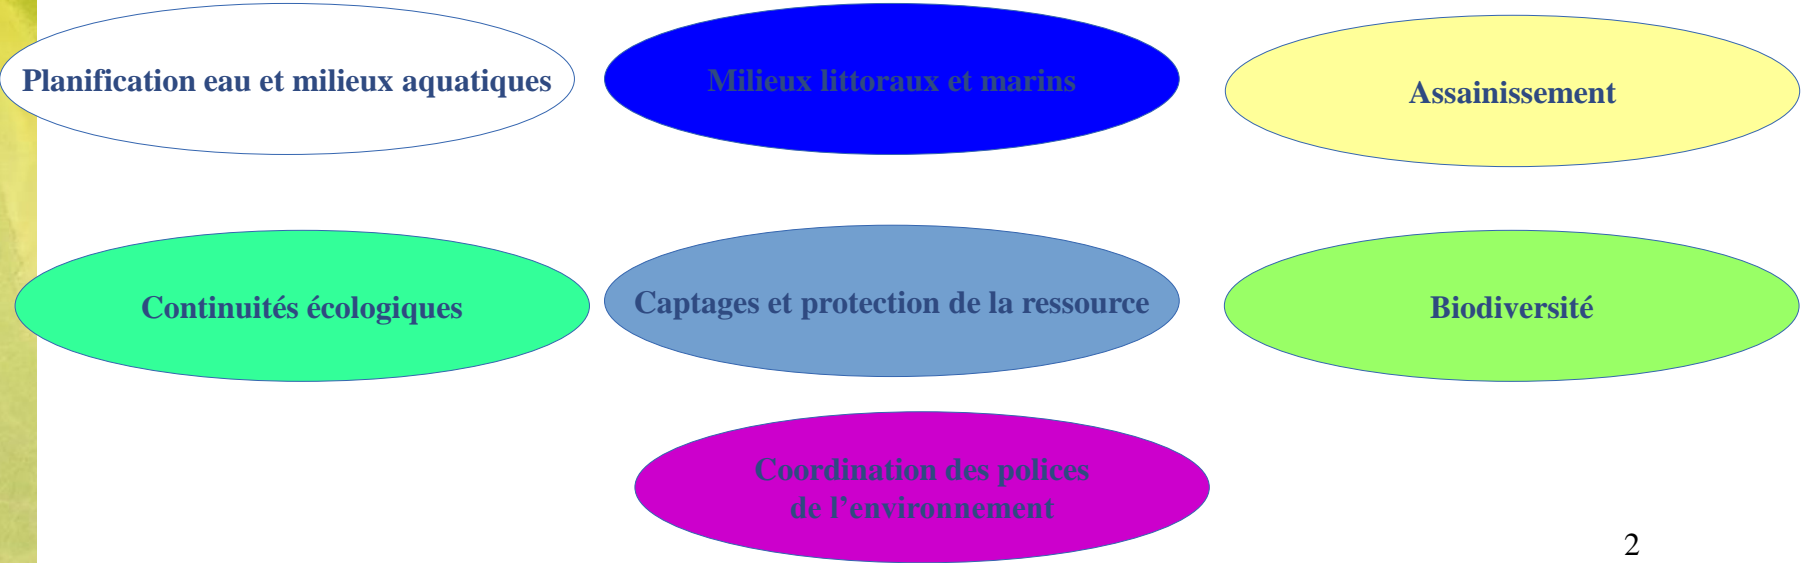 Planification eau et milieux aquatiques
Milieux littoraux et marins
Assainissement
Continuités écologiques
Captages et protection de la ressource
Biodiversité
Coordination des polices
de l’environnement
2